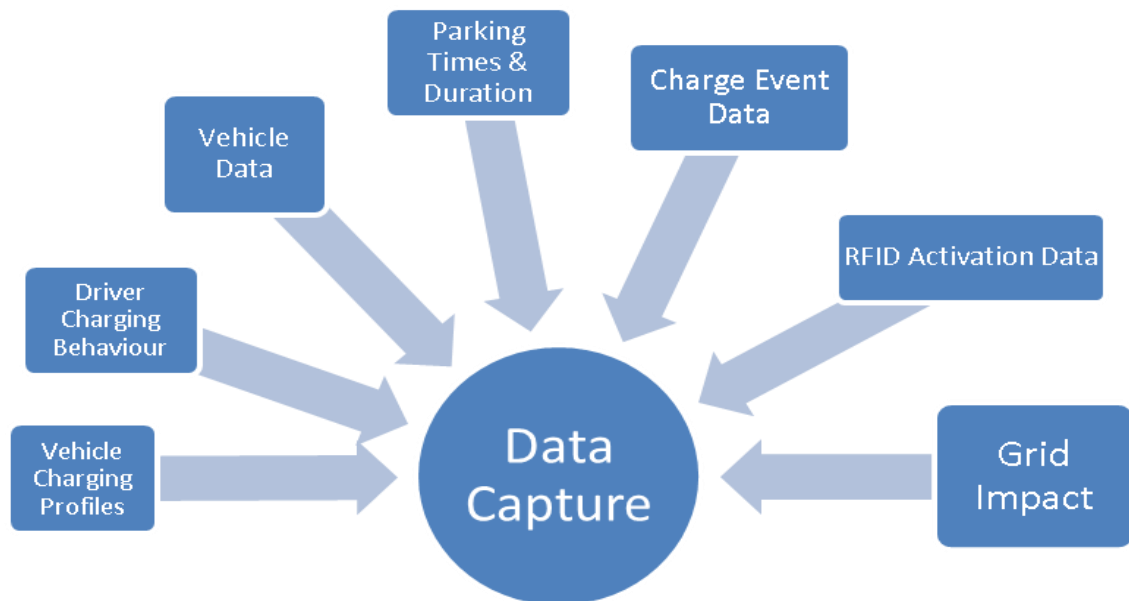 Parking
Times &
Duration
Charge Event
Data
Vehicle
Data
RFID Activation Data
Driver
Charging
Behaviour
Grid
Impact
Vehicle
Charging
Profiles
Data
Capture